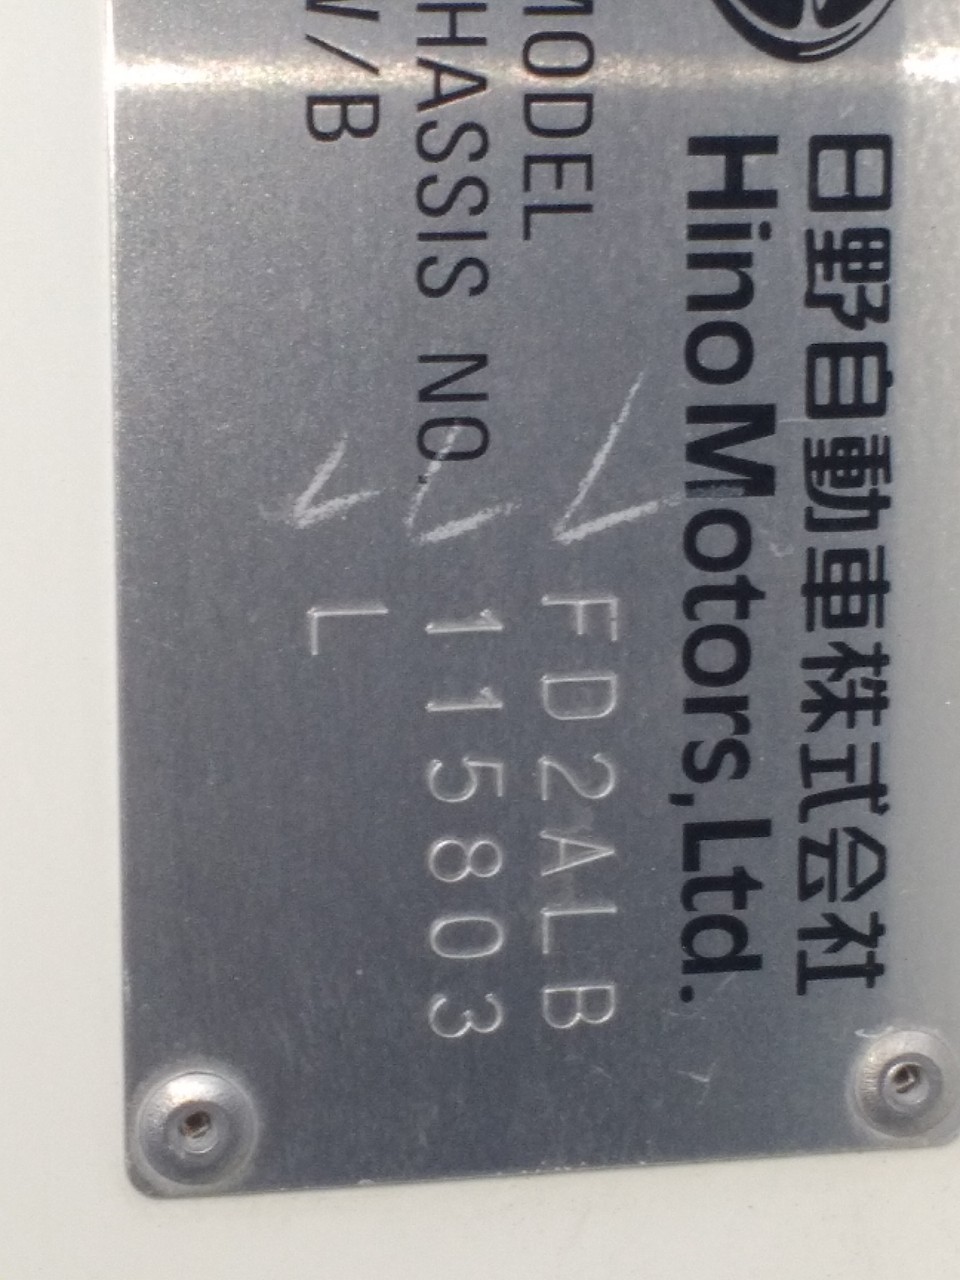 日野自動車株式会社
Hino Motors,Ltd.
MODEL FD2ALB
HASSIS NO. 115803
W/B L